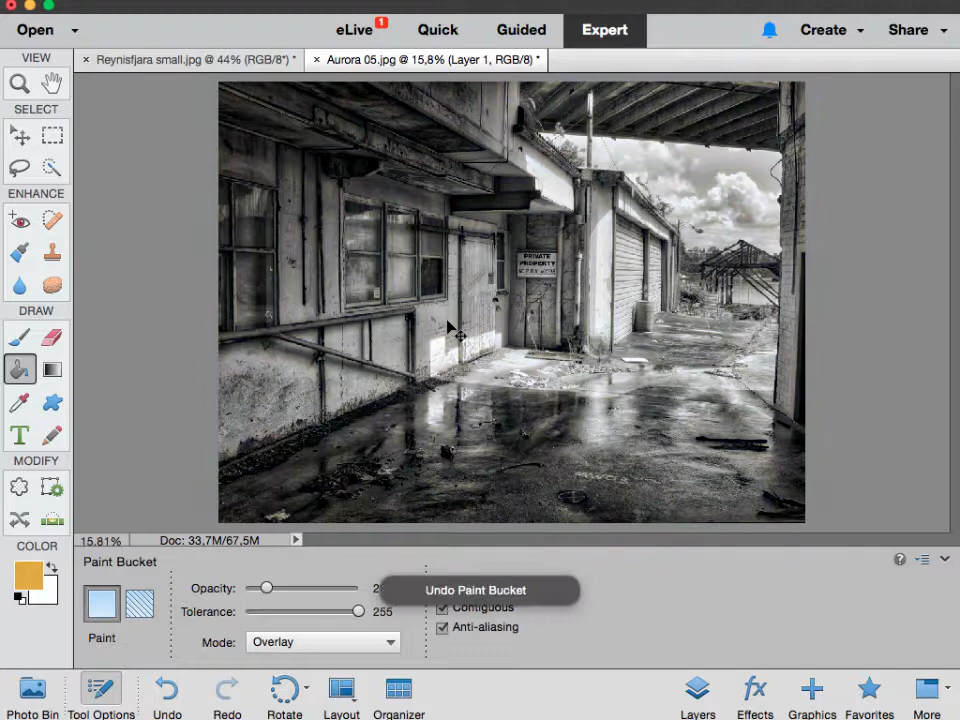 Open
eLive 1 Quick Guided Expert
Create Share
VIEW
× Reynisfjara small.jpg @ 44% (RGB/8*) *
× Aurora 05.jpg @ 15,8% (Layer 1, RGB/8) *
SELECT
ENHANCE
DRAW
T
MODIFY
COLOR
PRIVATE
PROPERTY
15.81% Doc: 33,7M/67,5M
Paint Bucket
Paint
Opacity:
Tolerance: 255
Mode: Overlay
Undo Paint Bucket
Contiguous
Anti-aliasing
Photo Bin Tool Options Undo Redo Rotate Layout Organizer
fx
Layers Effects Graphics Favorites More